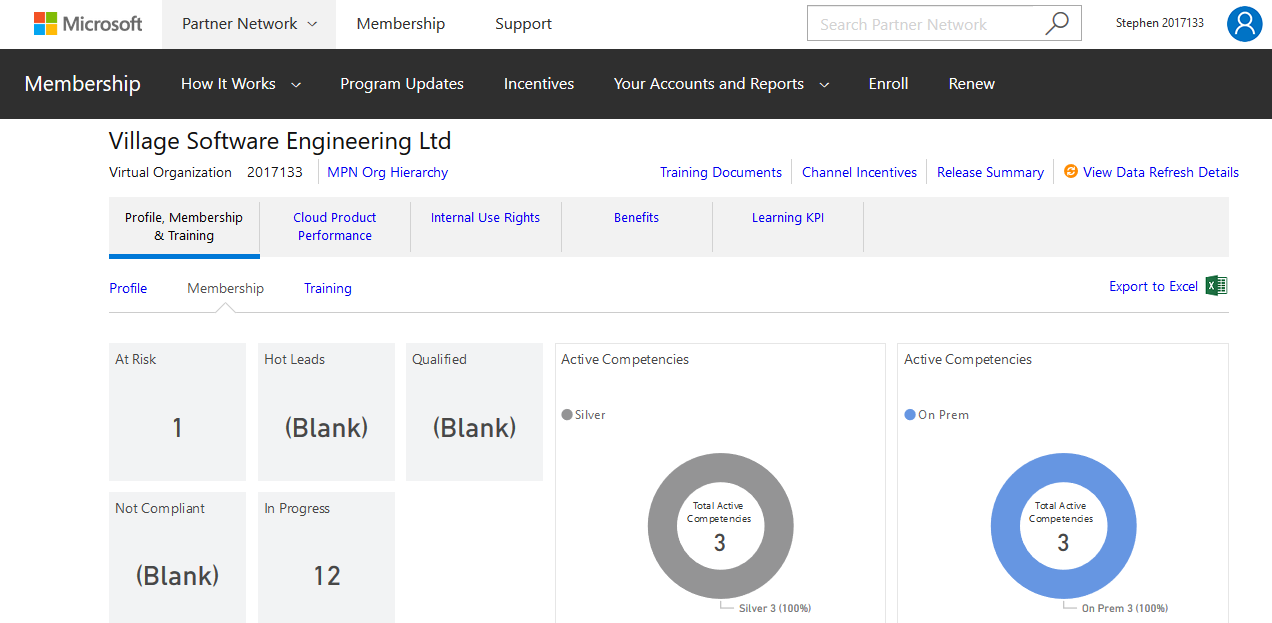 Microsoft Partner Network Membership Support Search Partner Network Stephen 2017133
Membership How It Works Program Updates Incentives Your Accounts and Reports Enroll Renew
Village Software Engineering Ltd
Virtual Organization 2017133 MPN Org Hierarchy Training Documents Channel Incentives Release Summary View Data Refresh Details
Profile, Membership
& Training
Cloud Product
Performance
Internal Use Rights
Benefits
Learning KPI
Profile Membership Training Export to Excel
At Risk
1
Hot Leads
(Blank)
Qualified
(Blank)
Not Compliant
(Blank)
In Progress
12
Active Competencies
Silver
Total Active
Competencies
3
Silver 3 (100%)
Active Competencies
On Prem
Total Active
Competencies
3
On Prem 3 (100%)